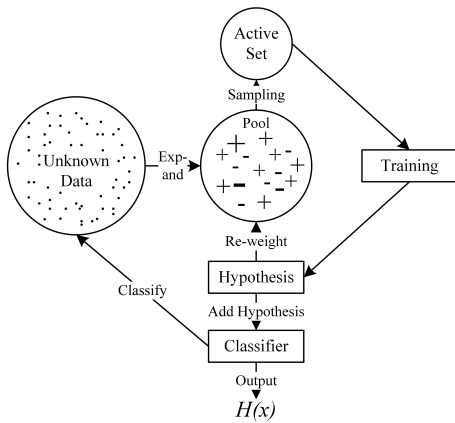 Active
Set
Sampling
Pool
Unknown
Data
Exp-
and
Training
Re-weight
Hypothesis
Classify
Add Hypothesis
Classifier
Output
H(x)